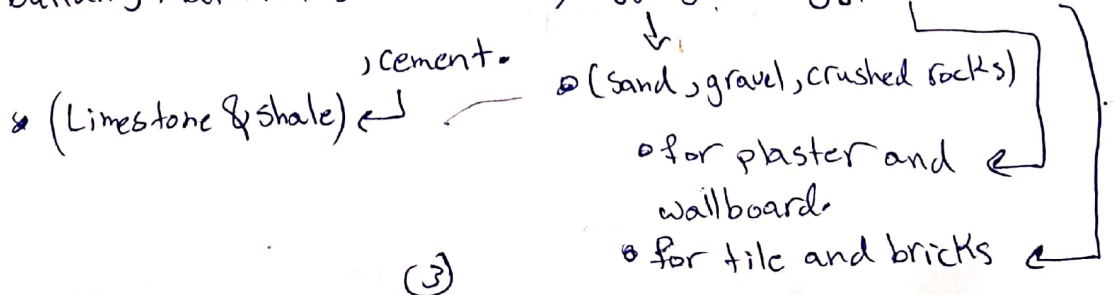 , cement.
(Sand, gravel, crushed rocks)
* (Limestone & shale)
for plaster and
wallboard.
for tile and bricks
(3)